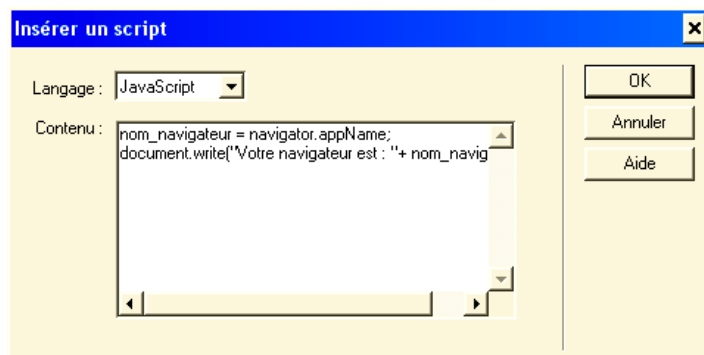 Insérer un script
Langage :
JavaScript
OK
Contenu :
nom_navigateur = navigator.appName;
document.write("Votre navigateur est : "+ nom_navig
Annuler
Aide